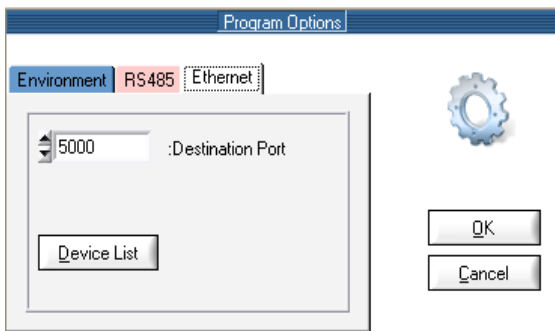 Program Options
Environment RS485 Ethernet
5000 :Destination Port
Device List
OK
Cancel